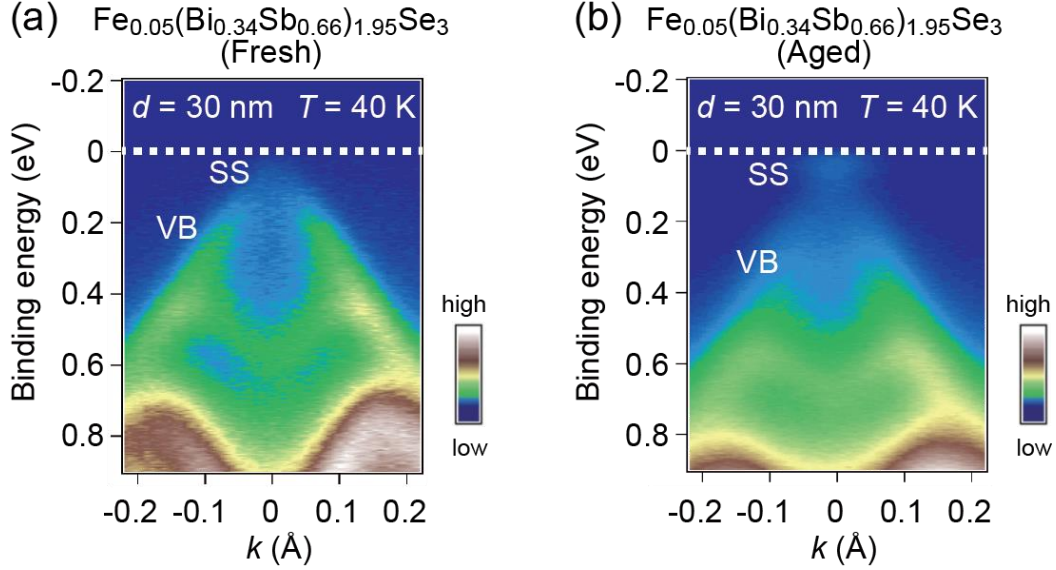 (a) Fe0.05(Bi0.34Sb0.66)1.95Se3
(Fresh)
d = 30 nm T = 40 K
SS
VB
-0.2
0
0.2
0.4
0.6
0.8
Binding energy (eV)
-0.2 -0.1 0 0.1 0.2
k (Å)
high
low
(b) Fe0.05(Bi0.34Sb0.66)1.95Se3
(Aged)
d = 30 nm T = 40 K
SS
VB
-0.2
0
0.2
0.4
0.6
0.8
Binding energy (eV)
-0.2 -0.1 0 0.1 0.2
k (Å)
high
low